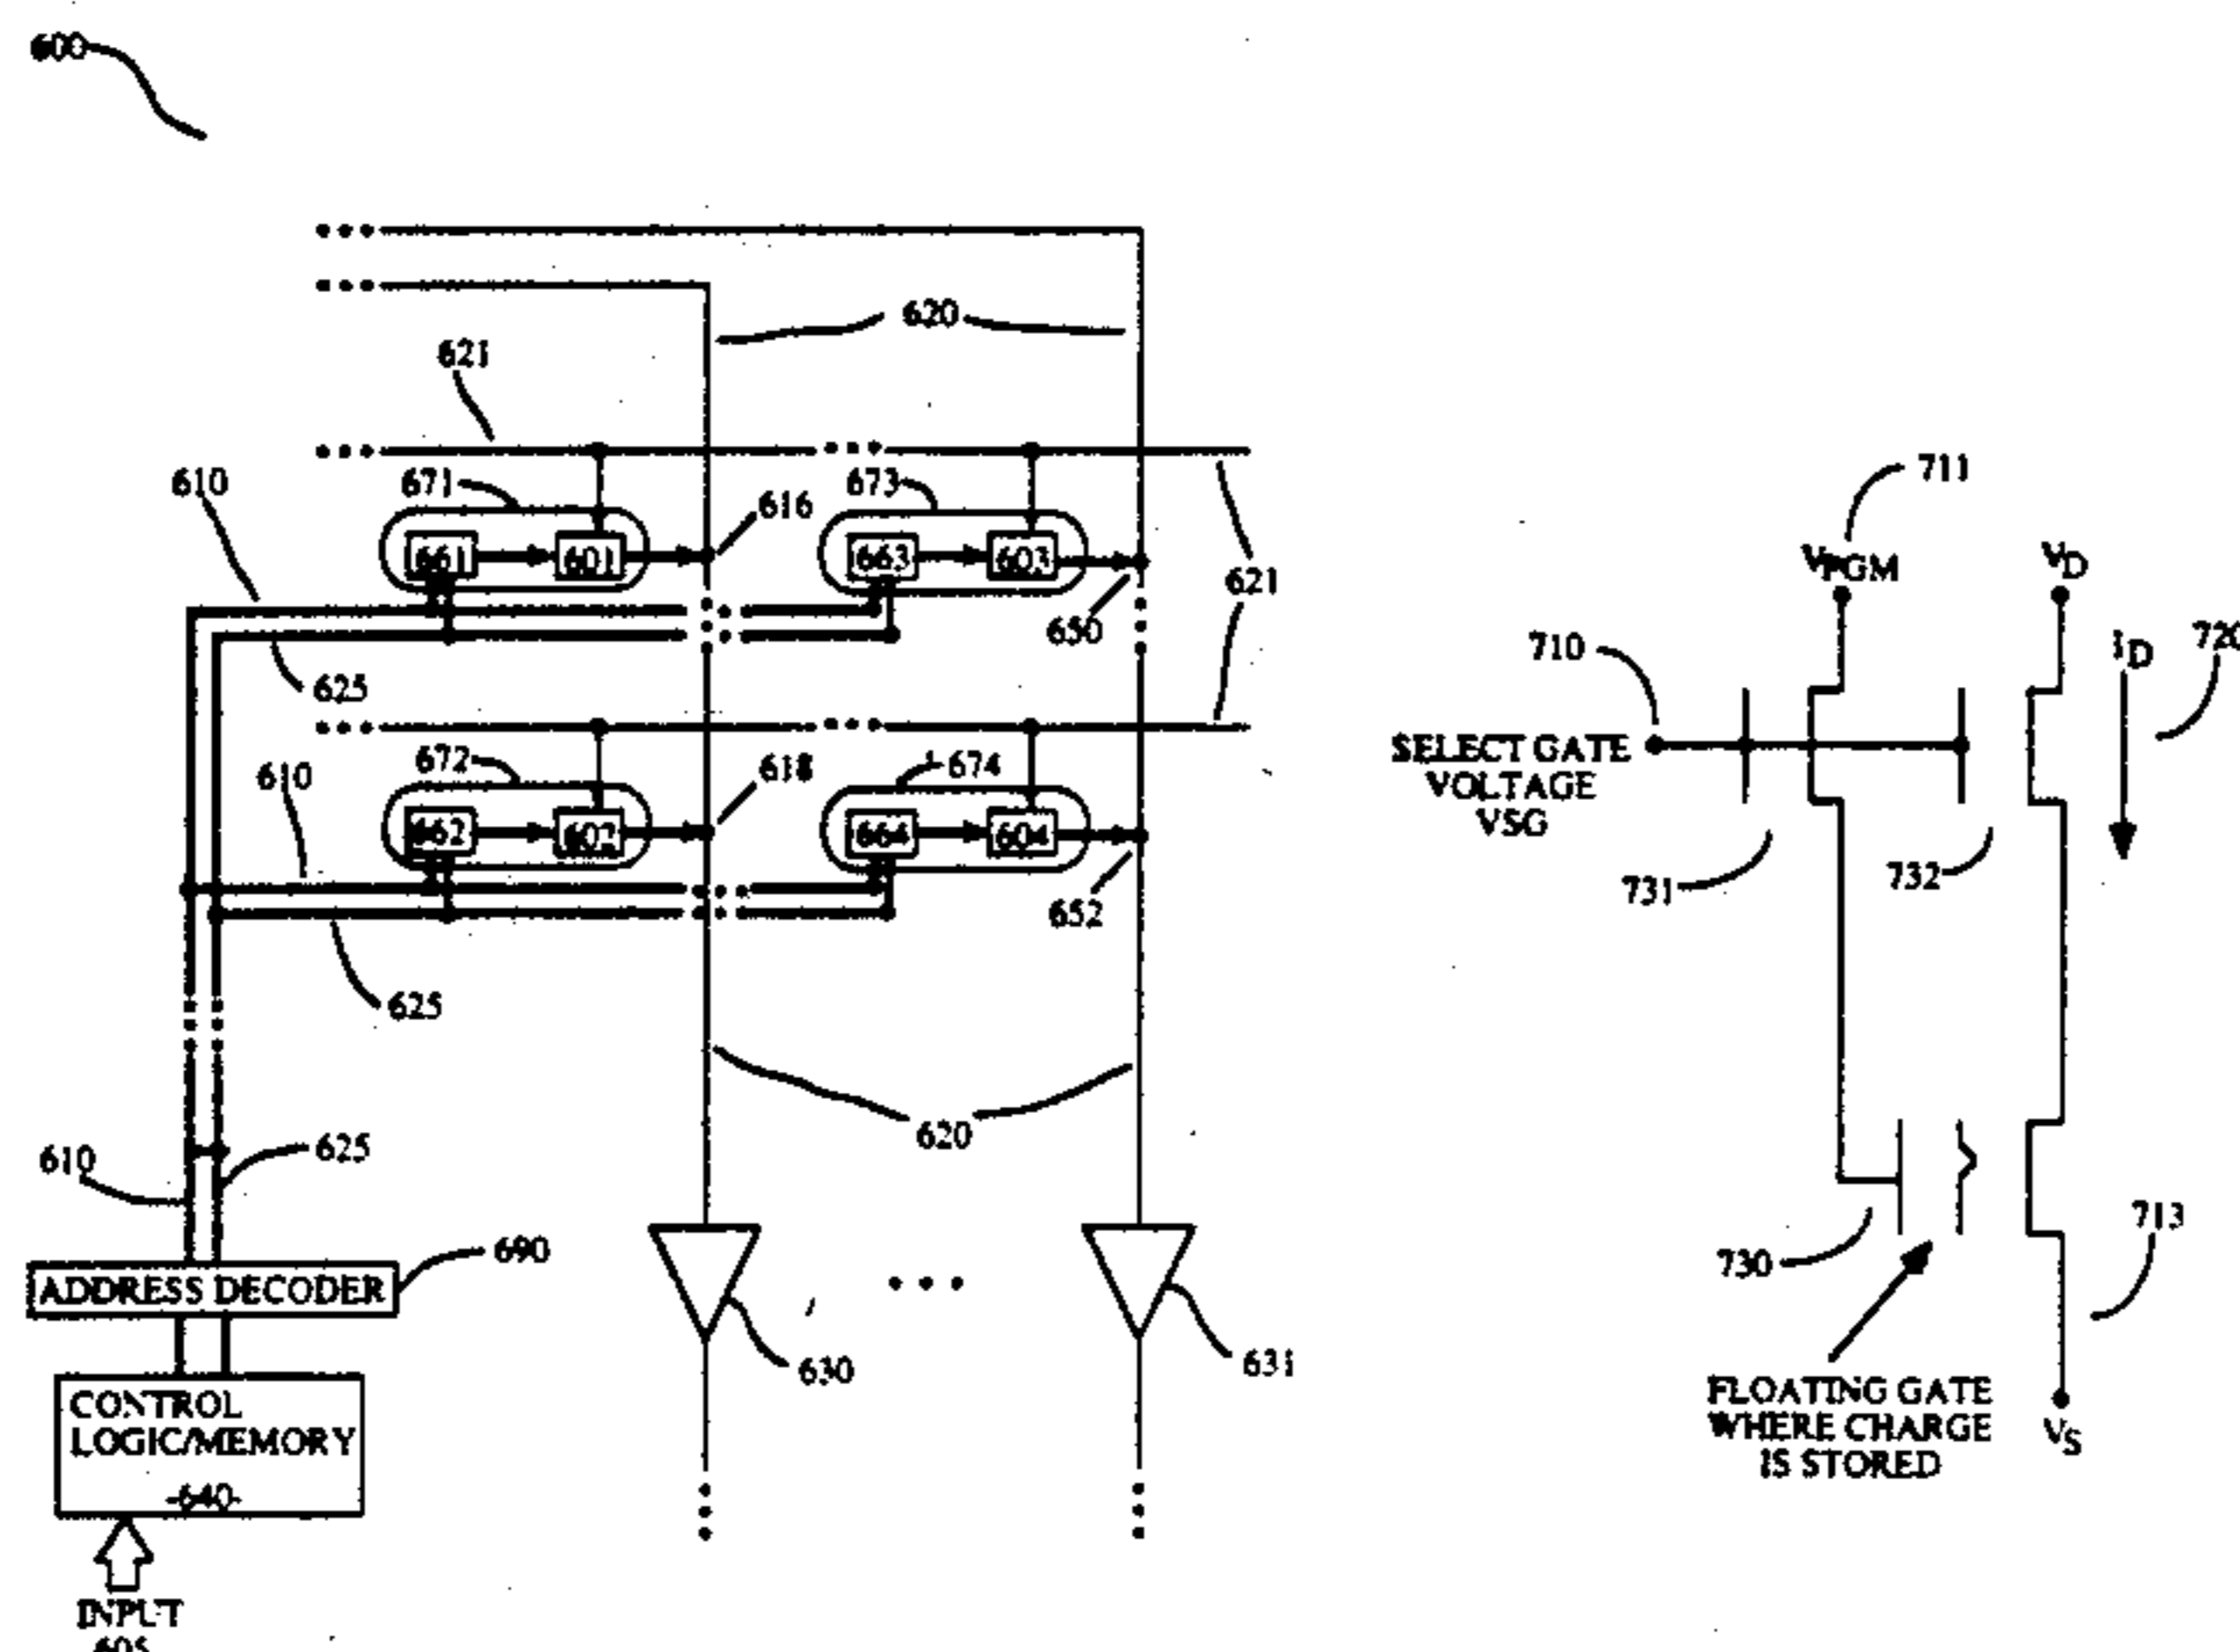 600
620
621
610
671
616
673
661
601
663
603
650
621
625
672
618
674
610
662
602
664
604
652
625
620
610
625
690
ADDRESS DECODER
630
631
CONTROL
LOGIC/MEMORY
-640-
INPUT
605
711
VPGM
VD
710
ID
720
SELECT GATE
VOLTAGE
VSG
731
732
730
713
FLOATING GATE
WHERE CHARGE
IS STORED
VS